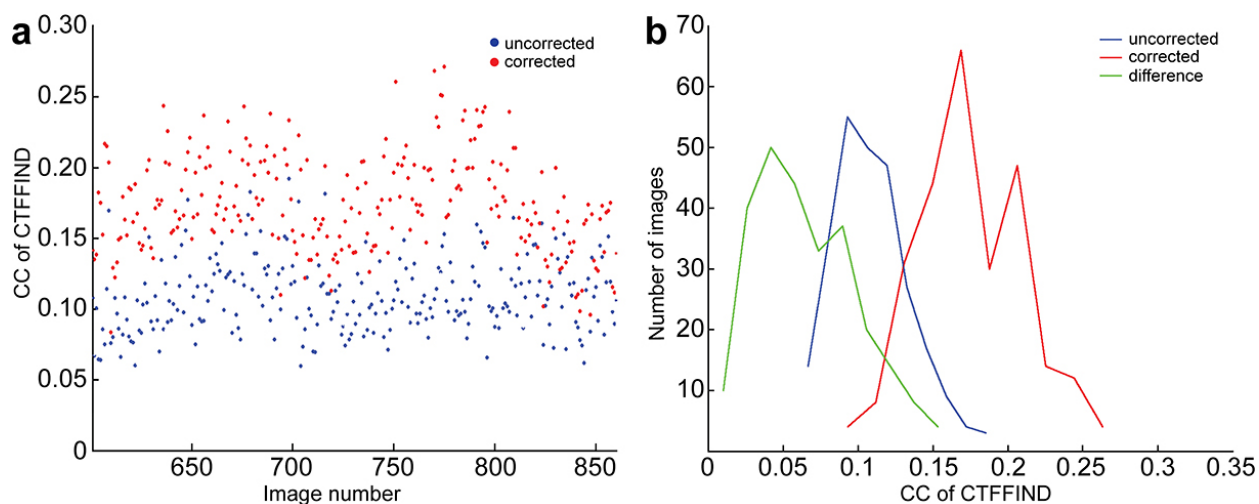 a
0.30
0.25
0.20
0.15
0.10
0.05
0
CC of CTFFIND
uncorrected
corrected
650 700 750 800 850
Image number
b
70
60
50
40
30
20
10
Number of images
uncorrected
corrected
difference
0 0.05 0.1 0.15 0.2 0.25 0.3 0.35
CC of CTFFIND